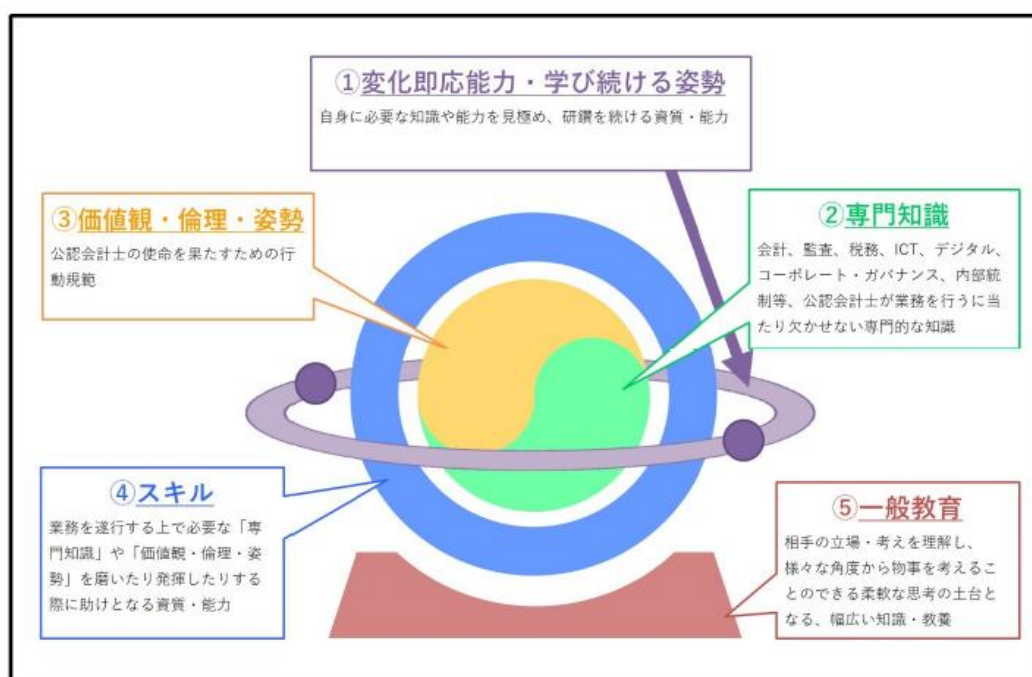 ①変化即応能力・学び続ける姿勢
自身に必要な知識や能力を見極め、研鑽を続ける資質・能力
③価値観・倫理・姿勢
公認会計士の使命を果たすための行
動規範
②専門知識
会計、監査、税務、ICT、デジタル、
コーポレート・ガバナンス、内部統
制等、公認会計士が業務を行うに当
たり欠かせない専門的な知識
④スキル
業務を遂行する上で必要な「専
門知識」や「価値観・倫理・姿
勢」を磨いたり発揮したりする
際に助けとなる資質・能力
⑤一般教育
相手の立場・考えを理解し、
様々な角度から物事を考えるこ
とのできる柔軟な思考の土台と
なる、幅広い知識・教養